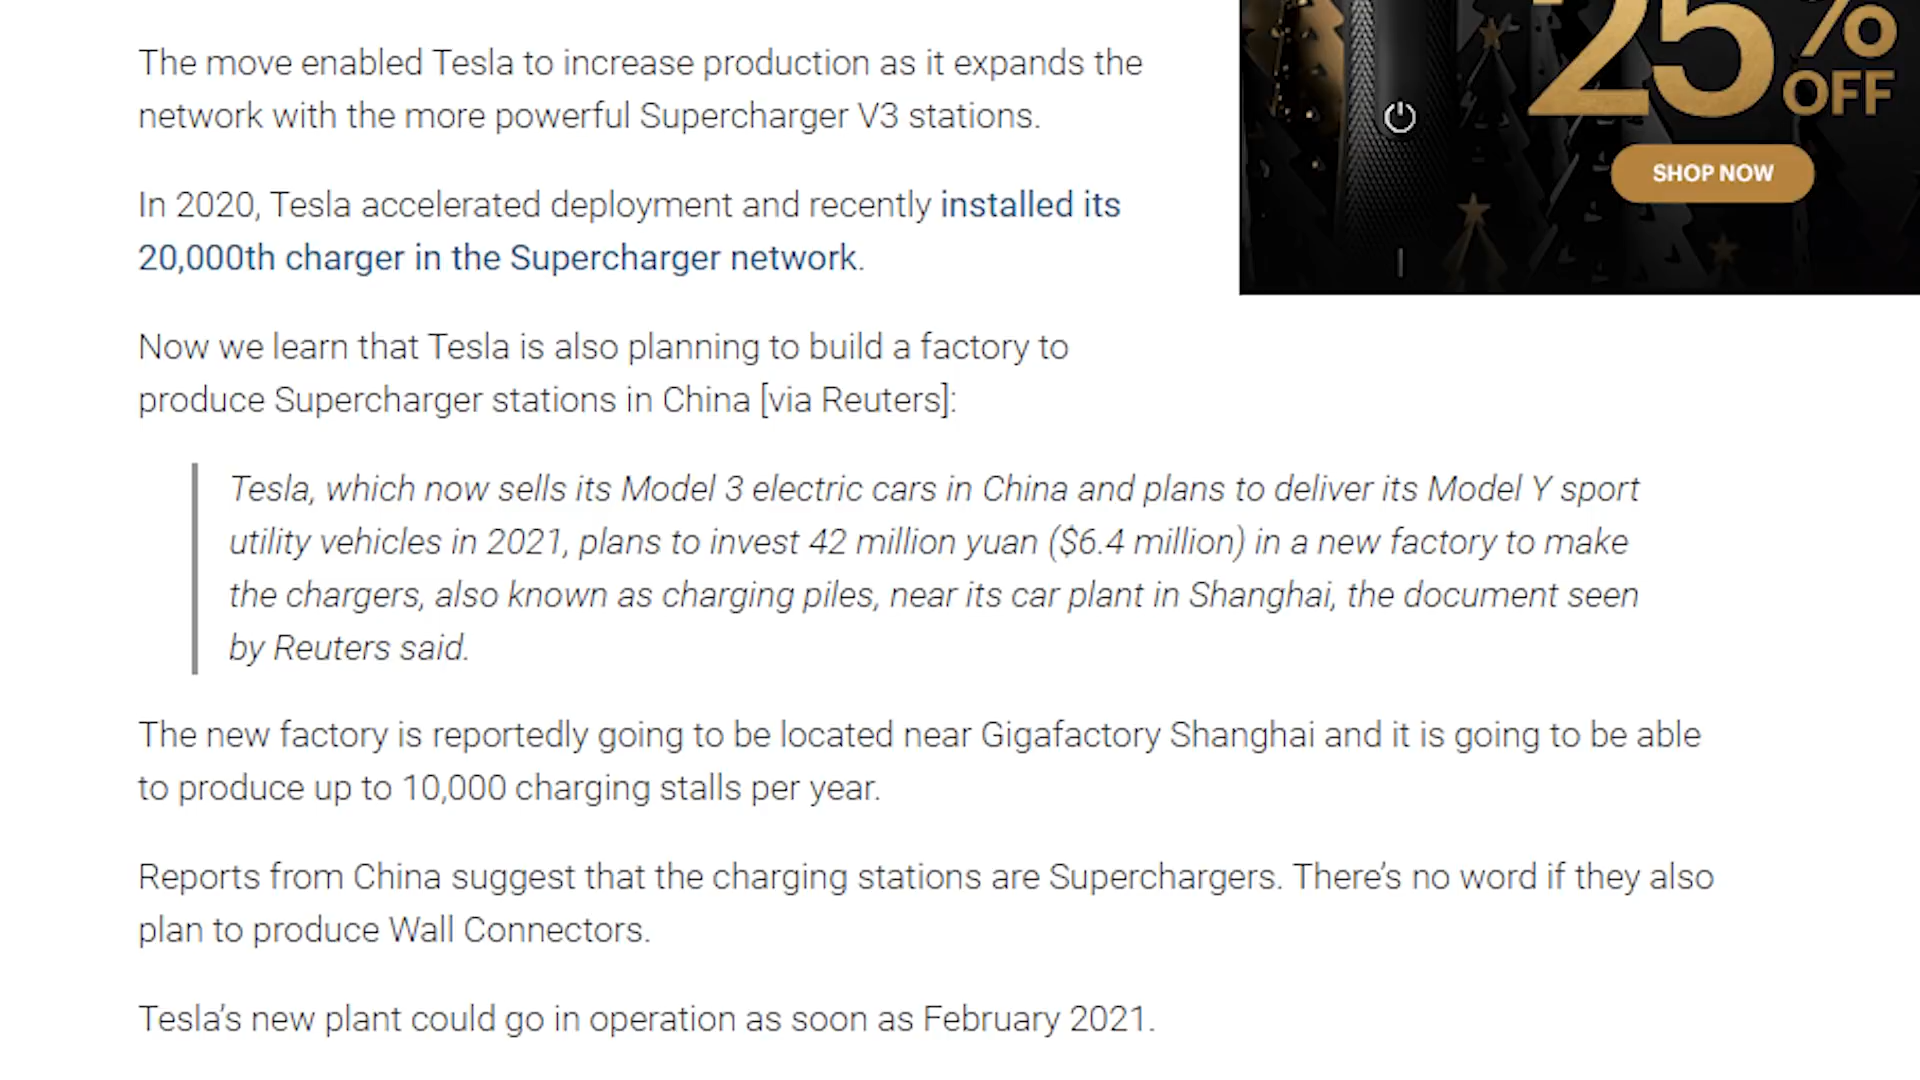 The move enabled Tesla to increase production as it expands the
network with the more powerful Supercharger V3 stations.
In 2020, Tesla accelerated deployment and recently installed its
20,000th charger in the Supercharger network.
Now we learn that Tesla is also planning to build a factory to
produce Supercharger stations in China [via Reuters]:
Tesla, which now sells its Model 3 electric cars in China and plans to deliver its Model Y sport
utility vehicles in 2021, plans to invest 42 million yuan ($6.4 million) in a new factory to make
the chargers, also known as charging piles, near its car plant in Shanghai, the document seen
by Reuters said.
The new factory is reportedly going to be located near Gigafactory Shanghai and it is going to be able
to produce up to 10,000 charging stalls per year.
Reports from China suggest that the charging stations are Superchargers. There’s no word if they also
plan to produce Wall Connectors.
Tesla’s new plant could go in operation as soon as February 2021.
25%
OFF
SHOP NOW